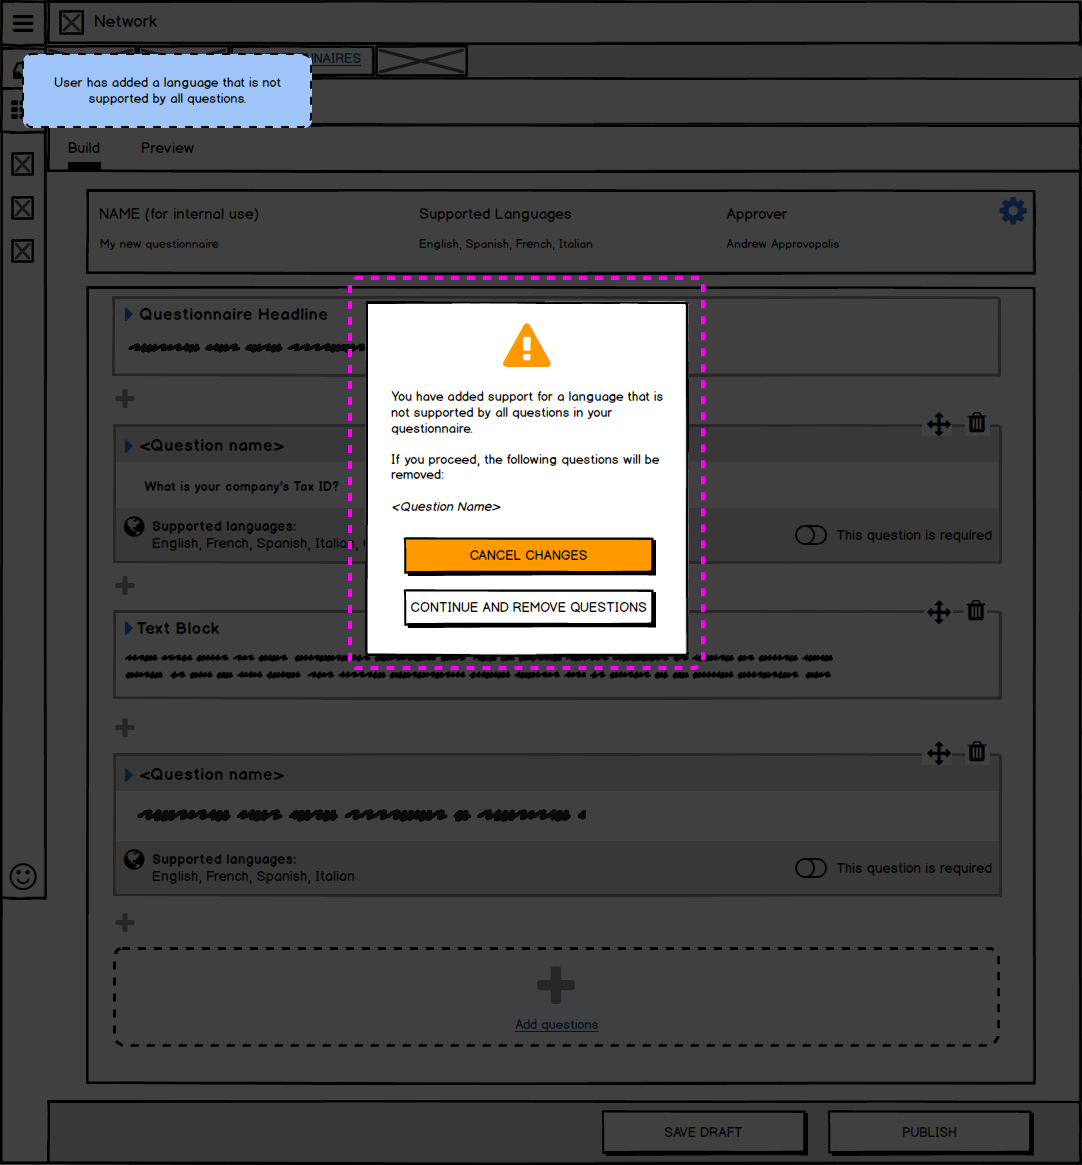 Network
NAIRES
User has added a language that is not
supported by all questions.
Build
Preview
NAME (for internal use)
Supported Languages
Approver
My new questionnaire
English, Spanish, French, Italian
Andrew Approvopolis
Questionnaire Headline
You have added support for a language that is
not supported by all questions in your
questionnaire.
If you proceed, the following questions will be
removed:
<Question Name>
CANCEL CHANGES
CONTINUE AND REMOVE QUESTIONS
<Question name>
What is your company's Tax ID?
Supported languages:
English, French, Spanish, Italian,
This question is required
Text Block
<Question name>
Supported languages:
English, French, Spanish, Italian
This question is required
Add questions
SAVE DRAFT
PUBLISH